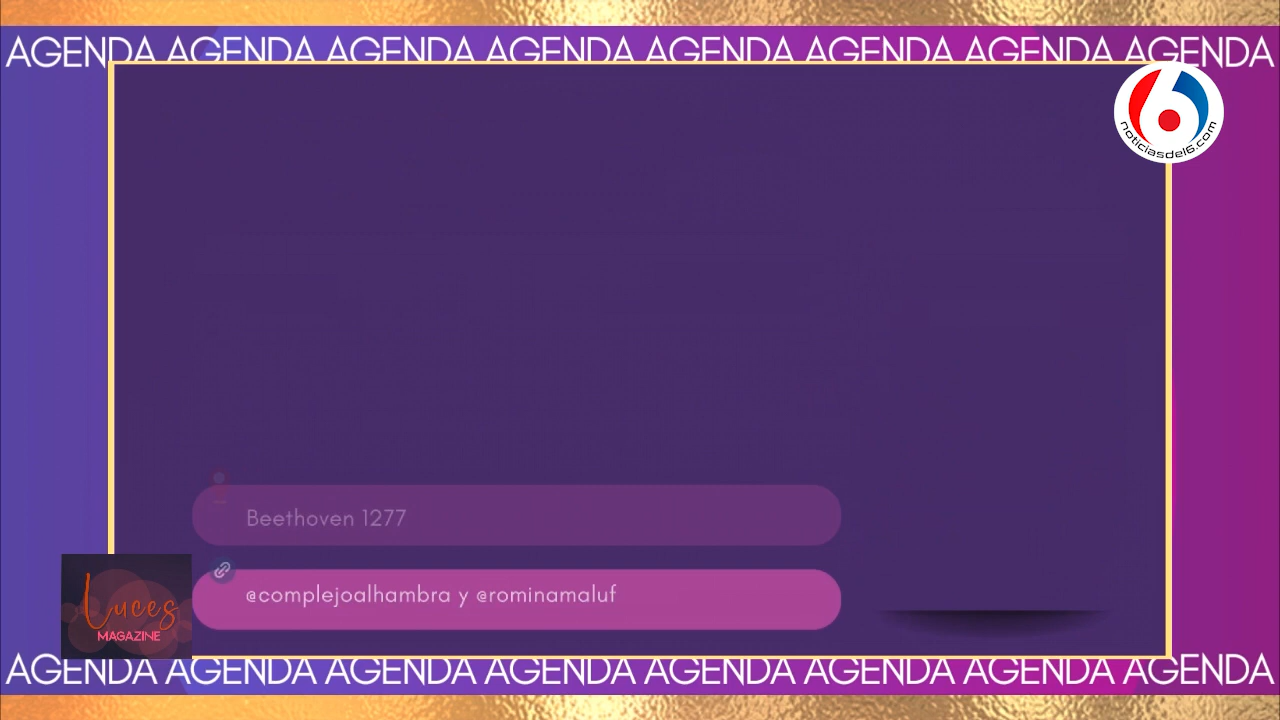 AGENDA AGENDA AGENDA AGENDA AGENDA AGENDA AGENDA AGENDA
6
noticiasdel6.com
Beethoven 1277
@complejoalhambra y @rominamaluf
Luces
MAGAZINE
AGENDA AGENDA AGENDA AGENDA AGENDA AGENDA AGENDA AGENDA